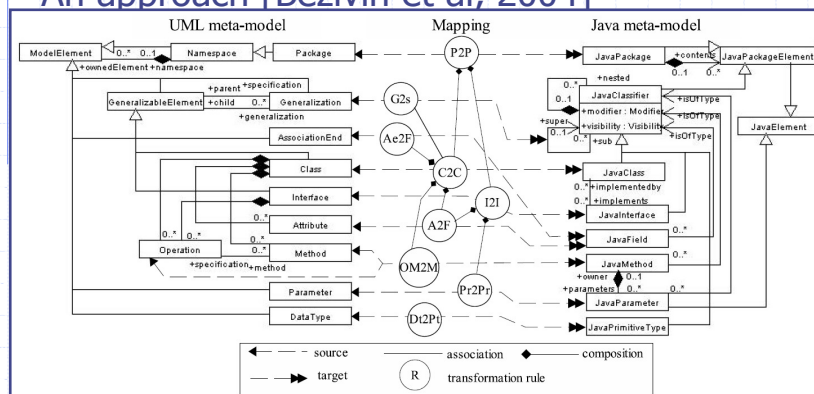 An approach [Bézivin et al, 2004]
UML meta-model
Mapping
Java meta-model
ModelElement
0..*
0..1
Namespace
Package
P2P
JavaPackage
+contents
JavaPackageElement
0..1
0..*
+ownedElement +namespace
+parent
+specification
GeneralizableElement
+child
0..*
Generalization
+generalization
G2s
+nested
0..*
0..1
JavaClassifier
+modifier : Modifier
+visibility : Visibility
+isOfType
+isOfType
+isOfType
+super
0..1
0..*
+sub
JavaElement
AssociationEnd
Ae2F
Class
C2C
JavaClass
0..*
+implementedby
+implements
0..*
Interface
I2I
JavaInterface
0..*
Attribute
A2F
JavaField
0..*
0..*
0..*
Operation
0..*
Method
+specification
+method
OM2M
JavaMethod
0..*
+owner
0..1
+parameters
0..*
0..*
Parameter
Pr2Pr
JavaParameter
DataType
Dt2Pt
JavaPrimitiveType
source
association
composition
target
R
transformation rule